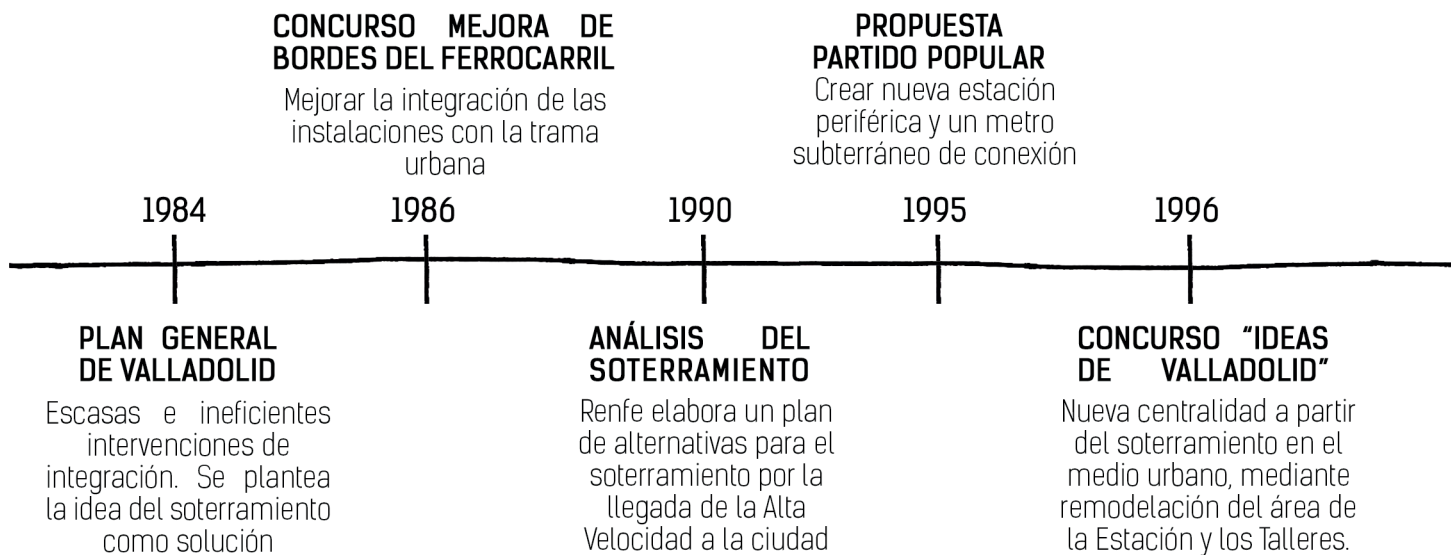 CONCURSO MEJORA DE
BORDES DEL FERROCARRIL
Mejorar la integración de las
instalaciones con la trama
urbana
PROPUESTA
PARTIDO POPULAR
Crear nueva estación
periférica y un metro
subterráneo de conexión
1984
1986
1990
1995
1996
PLAN GENERAL
DE VALLADOLID
Escasas e ineficientes
intervenciones de
integración. Se plantea
la idea del soterramiento
como solución
ANÁLISIS DEL
SOTERRAMIENTO
Renfe elabora un plan
de alternativas para el
soterramiento por la
llegada de la Alta
Velocidad a la ciudad
CONCURSO “IDEAS
DE VALLADOLID”
Nueva centralidad a partir
del soterramiento en el
medio urbano, mediante
remodelación del área de
la Estación y los Talleres.